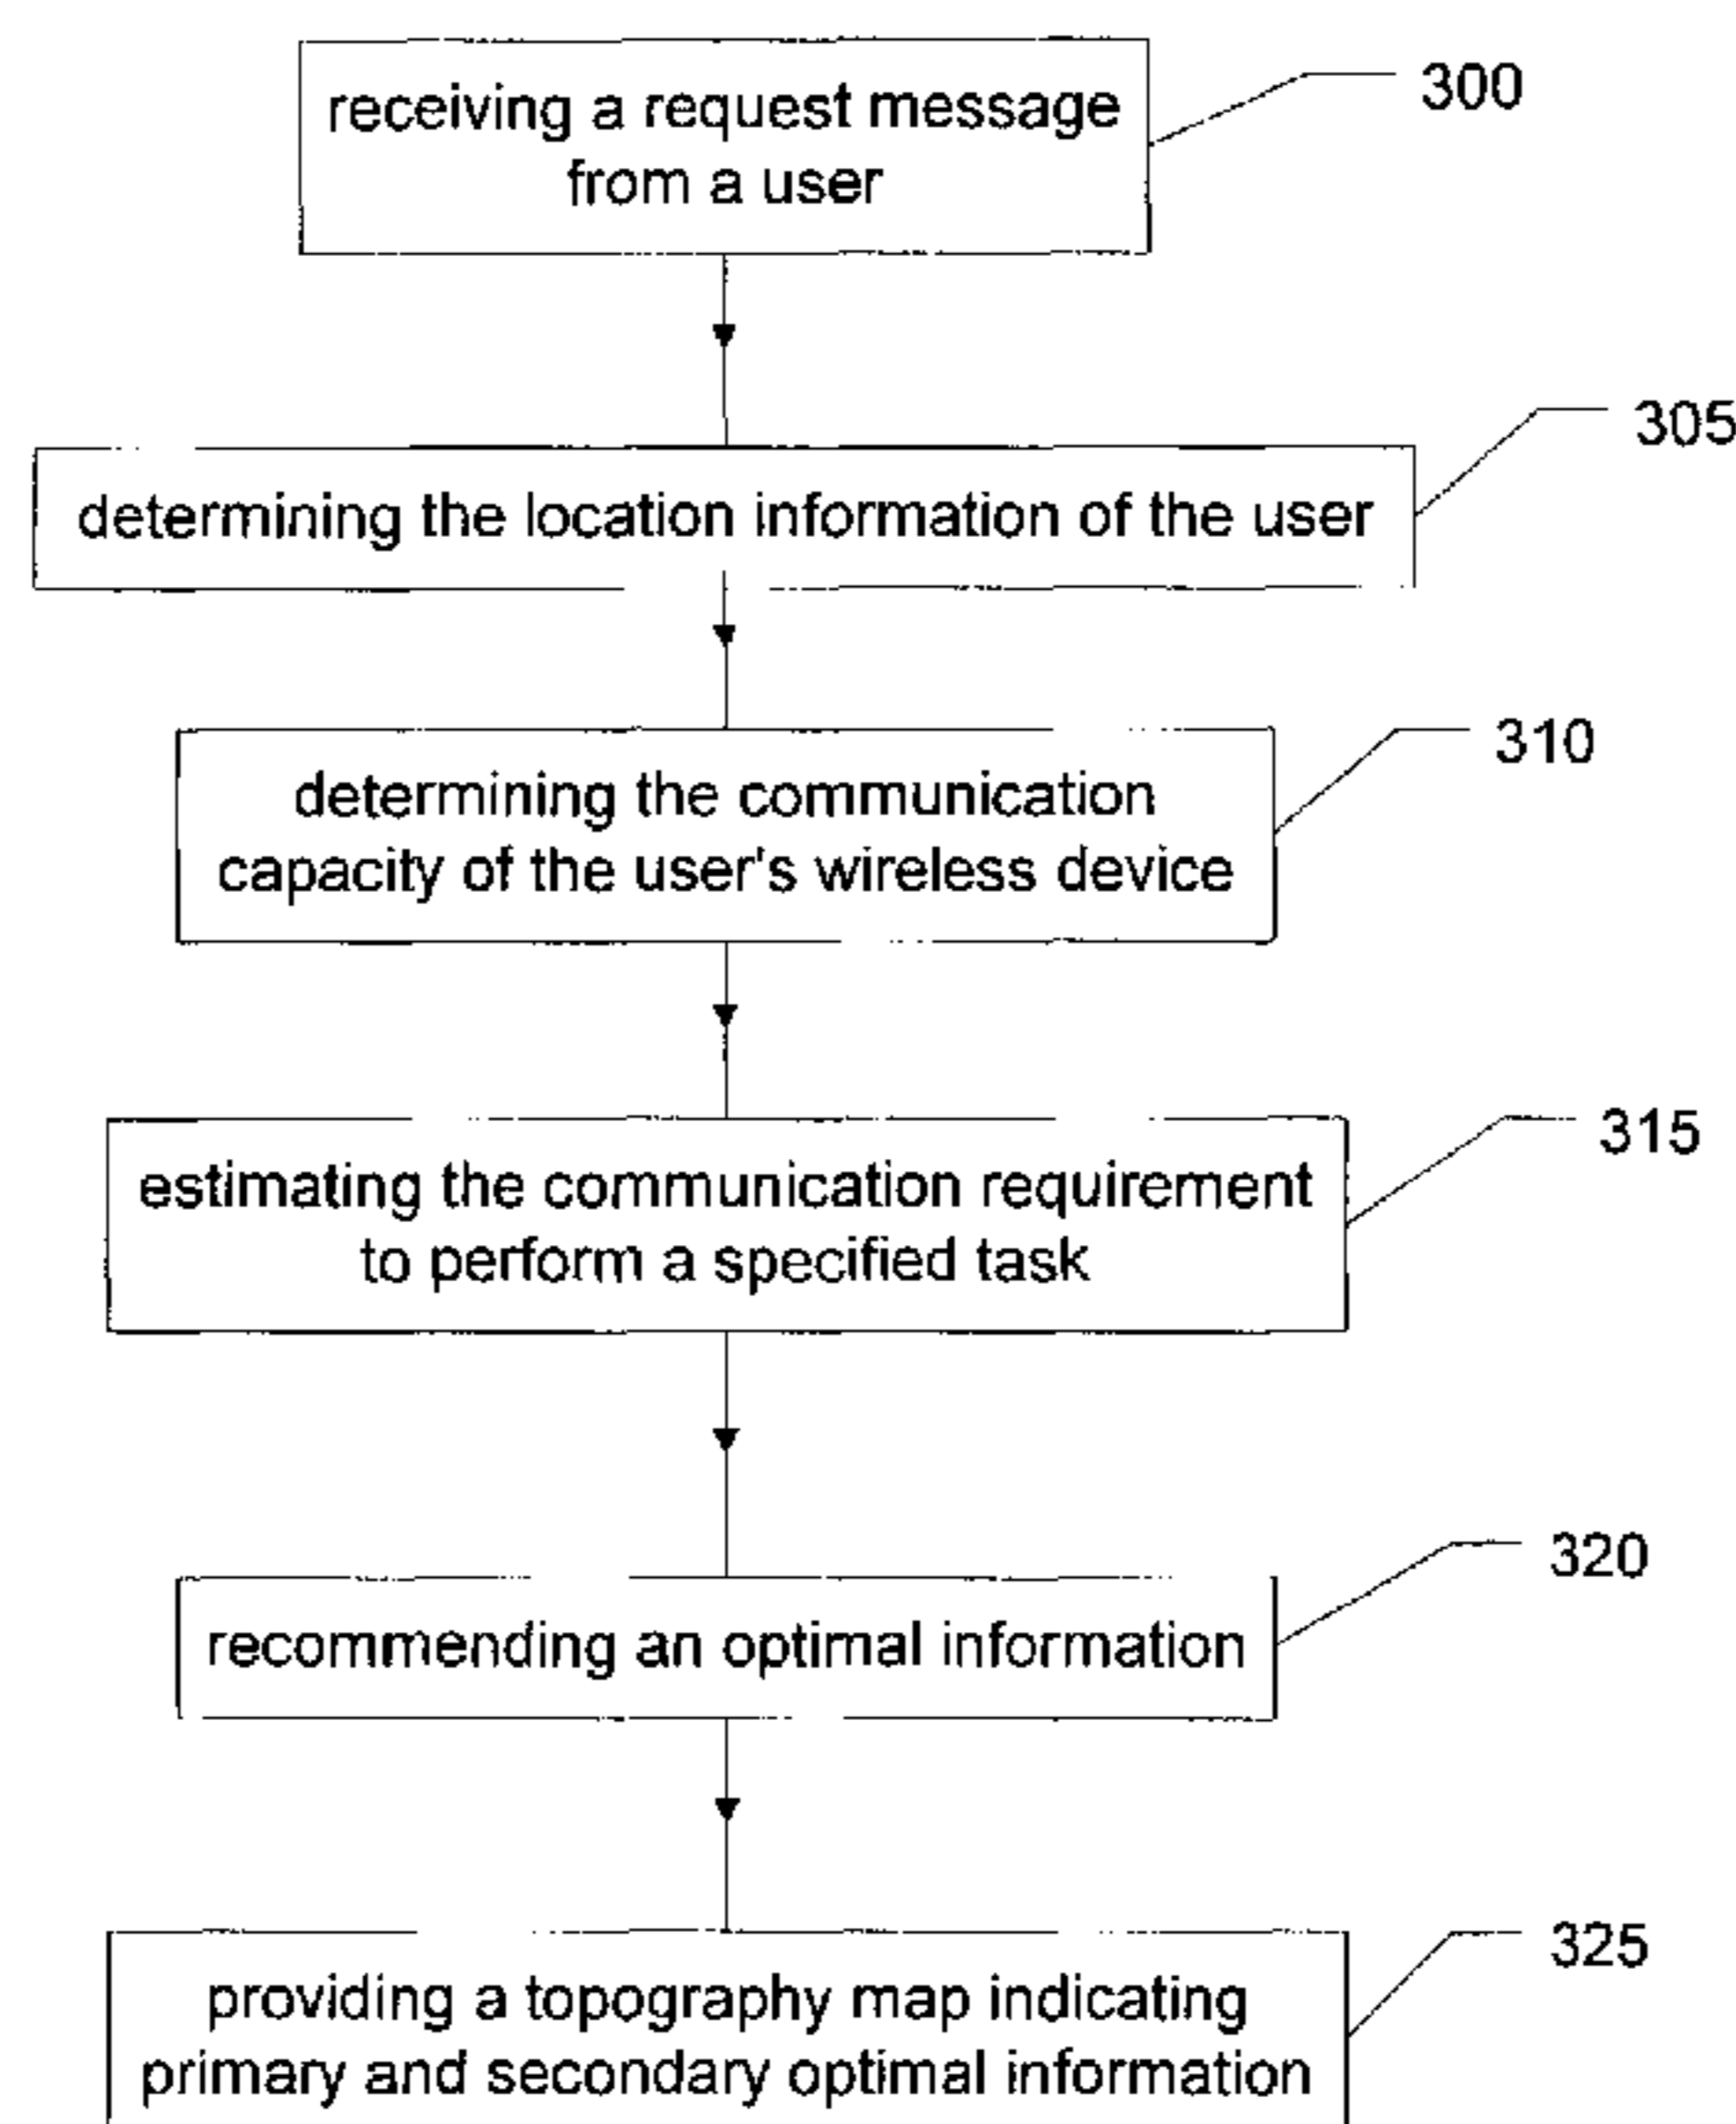 receiving a request message
from a user
300
determining the location information of the user
305
determining the communication
capacity of the user's wireless device
310
estimating the communication requirement
to perform a specified task
315
recommending an optimal information
320
providing a topography map indicating
primary and secondary optimal information
325